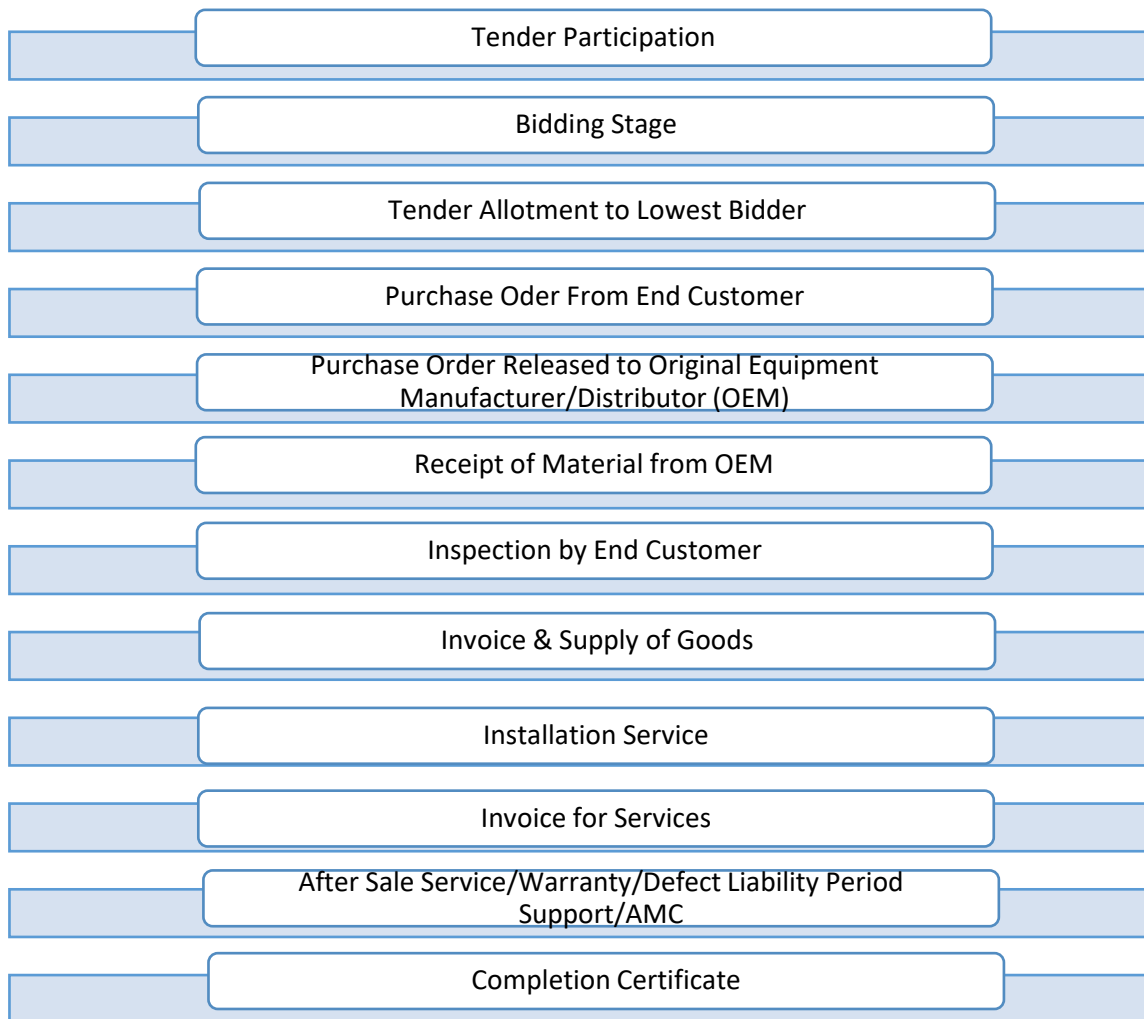 Tender Participation
Bidding Stage
Tender Allotment to Lowest Bidder
Purchase Oder From End Customer
Purchase Order Released to Original Equipment
Manufacturer/Distributor (OEM)
Receipt of Material from OEM
Inspection by End Customer
Invoice & Supply of Goods
Installation Service
Invoice for Services
After Sale Service/Warranty/Defect Liability Period
Support/AMC
Completion Certificate